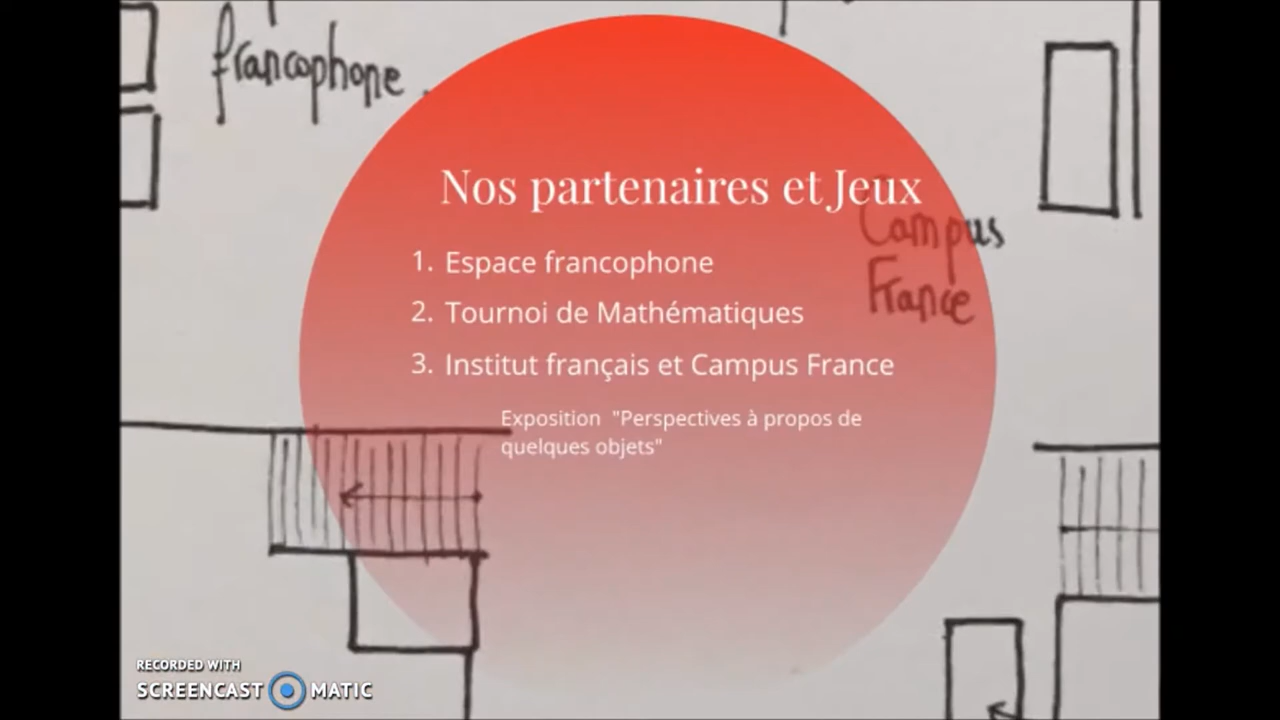 francophone
Nos partenaires et Jeux
Campus
France
1. Espace francophone
2. Tournoi de Mathématiques
3. Institut français et Campus France
Exposition "Perspectives à propos de
quelques objets"
RECORDED WITH
SCREENCAST MATIC